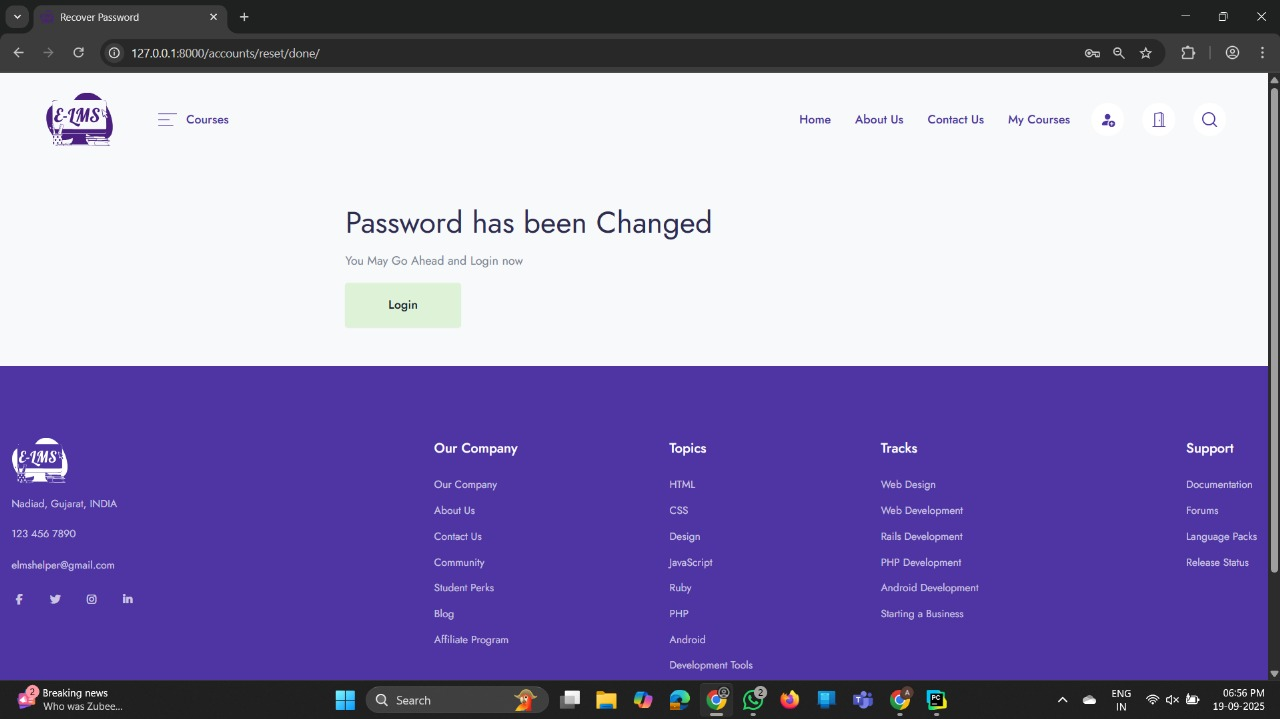 Recover Password
127.0.0.1:8000/accounts/reset/done/
E-LMS
Courses
Home
About Us
Contact Us
My Courses
Password has been Changed
You May Go Ahead and Login now
Login
E-LMS
Nadiad, Gujarat, INDIA
123 456 7890
elmshelper@gmail.com
Our Company
Our Company
About Us
Contact Us
Community
Student Perks
Blog
Affiliate Program
Topics
HTML
CSS
Design
JavaScript
Ruby
PHP
Android
Development Tools
Tracks
Web Design
Web Development
Rails Development
PHP Development
Android Development
Starting a Business
Support
Documentation
Forums
Language Packs
Release Status
2
Breaking news
Who was Zubee...
Search
2
A
PC
ENG
IN
06:56 PM
19-09-2025